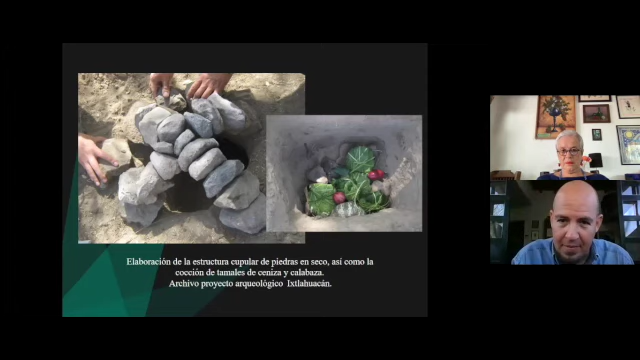 Elaboración de la estructura cupular de piedras en seco, así como la
cocción de tamales de ceniza y calabaza.
Archivo proyecto arqueológico Ixtlahuacán.